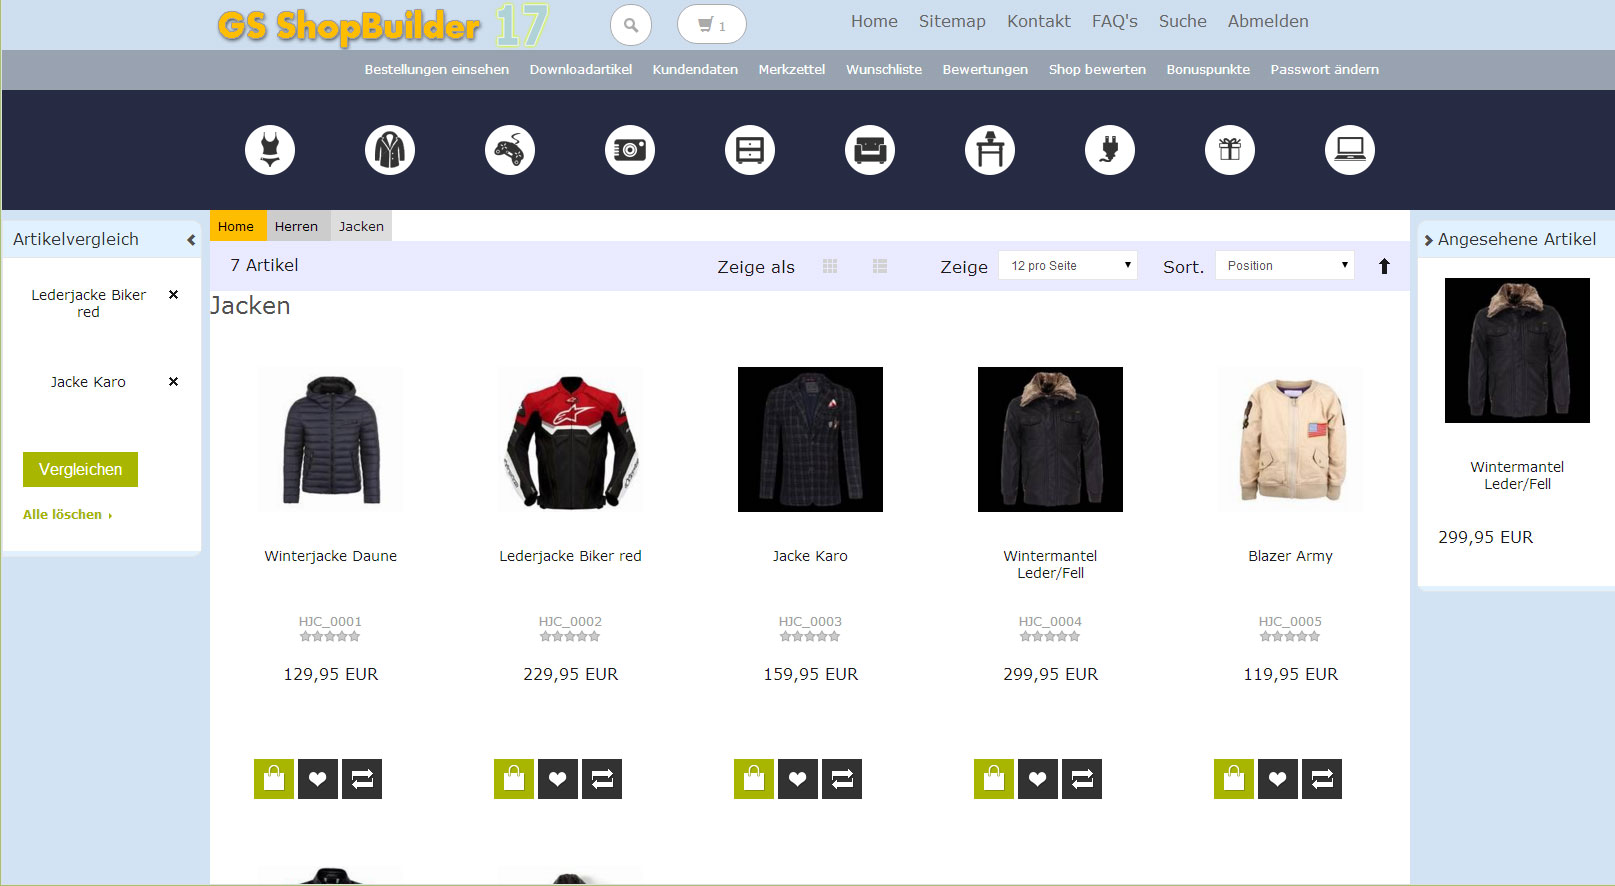 GS ShopBuilder 17
1
Home Sitemap Kontakt FAQ's Suche Abmelden
Bestellungen einsehen Downloadartikel Kundendaten Merkzettel Wunschliste Bewertungen Shop bewerten Bonuspunkte Passwort ändern
Artikelvergleich
Lederjacke Biker
red
Jacke Karo
Vergleichen
Alle löschen
Home Herren Jacken
7 Artikel Zeige als Zeige 12 pro Seite Sort. Position
Jacken
Winterjacke Daune
HJC_0001
129,95 EUR
Lederjacke Biker red
HJC_0002
229,95 EUR
Jacke Karo
HJC_0003
159,95 EUR
Wintermantel
Leder/Fell
HJC_0004
299,95 EUR
Blazer Army
HJC_0005
119,95 EUR
Angesehene Artikel
Wintermantel
Leder/Fell
299,95 EUR